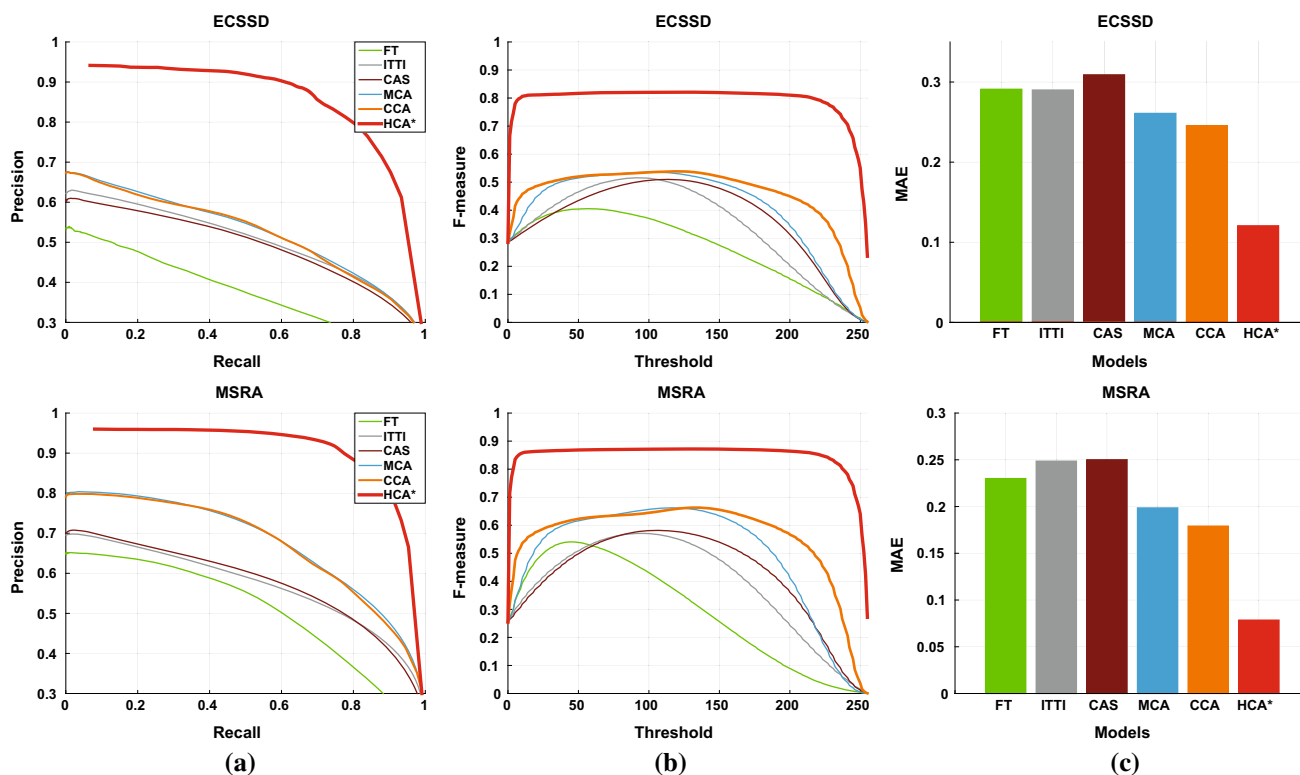 ECSSD
1
0.9
0.8
0.7
0.6
0.5
0.4
0.3
0 0.2 0.4 0.6 0.8 1
Precision
Recall
FT
ITTI
CAS
MCA
CCA
HCA*
ECSSD
1
0.9
0.8
0.7
0.6
0.5
0.4
0.3
0.2
0.1
0
0 50 100 150 200 250
F-measure
Threshold
ECSSD
0.3
0.2
0.1
0
MAE
FT ITTI CAS MCA CCA HCA*
Models
MSRA
1
0.9
0.8
0.7
0.6
0.5
0.4
0.3
0 0.2 0.4 0.6 0.8 1
Precision
Recall
FT
ITTI
CAS
MCA
CCA
HCA*
MSRA
1
0.9
0.8
0.7
0.6
0.5
0.4
0.3
0.2
0.1
0
0 50 100 150 200 250
F-measure
Threshold
MSRA
0.3
0.25
0.2
0.15
0.1
0.05
0
MAE
FT ITTI CAS MCA CCA HCA*
Models
(a) (b) (c)